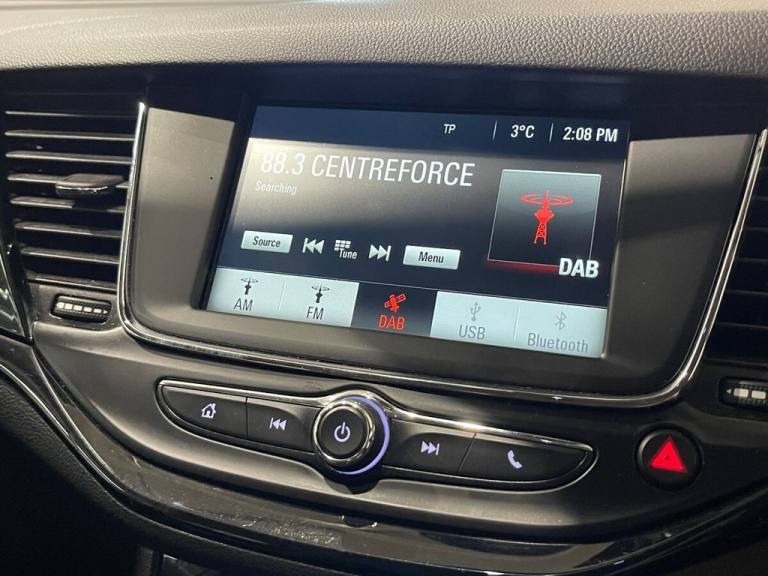 TP 3°C 2:08 PM
88.3 CENTREFORCE
Searching
Source Tune Menu
DAB
AM FM DAB USB Bluetooth